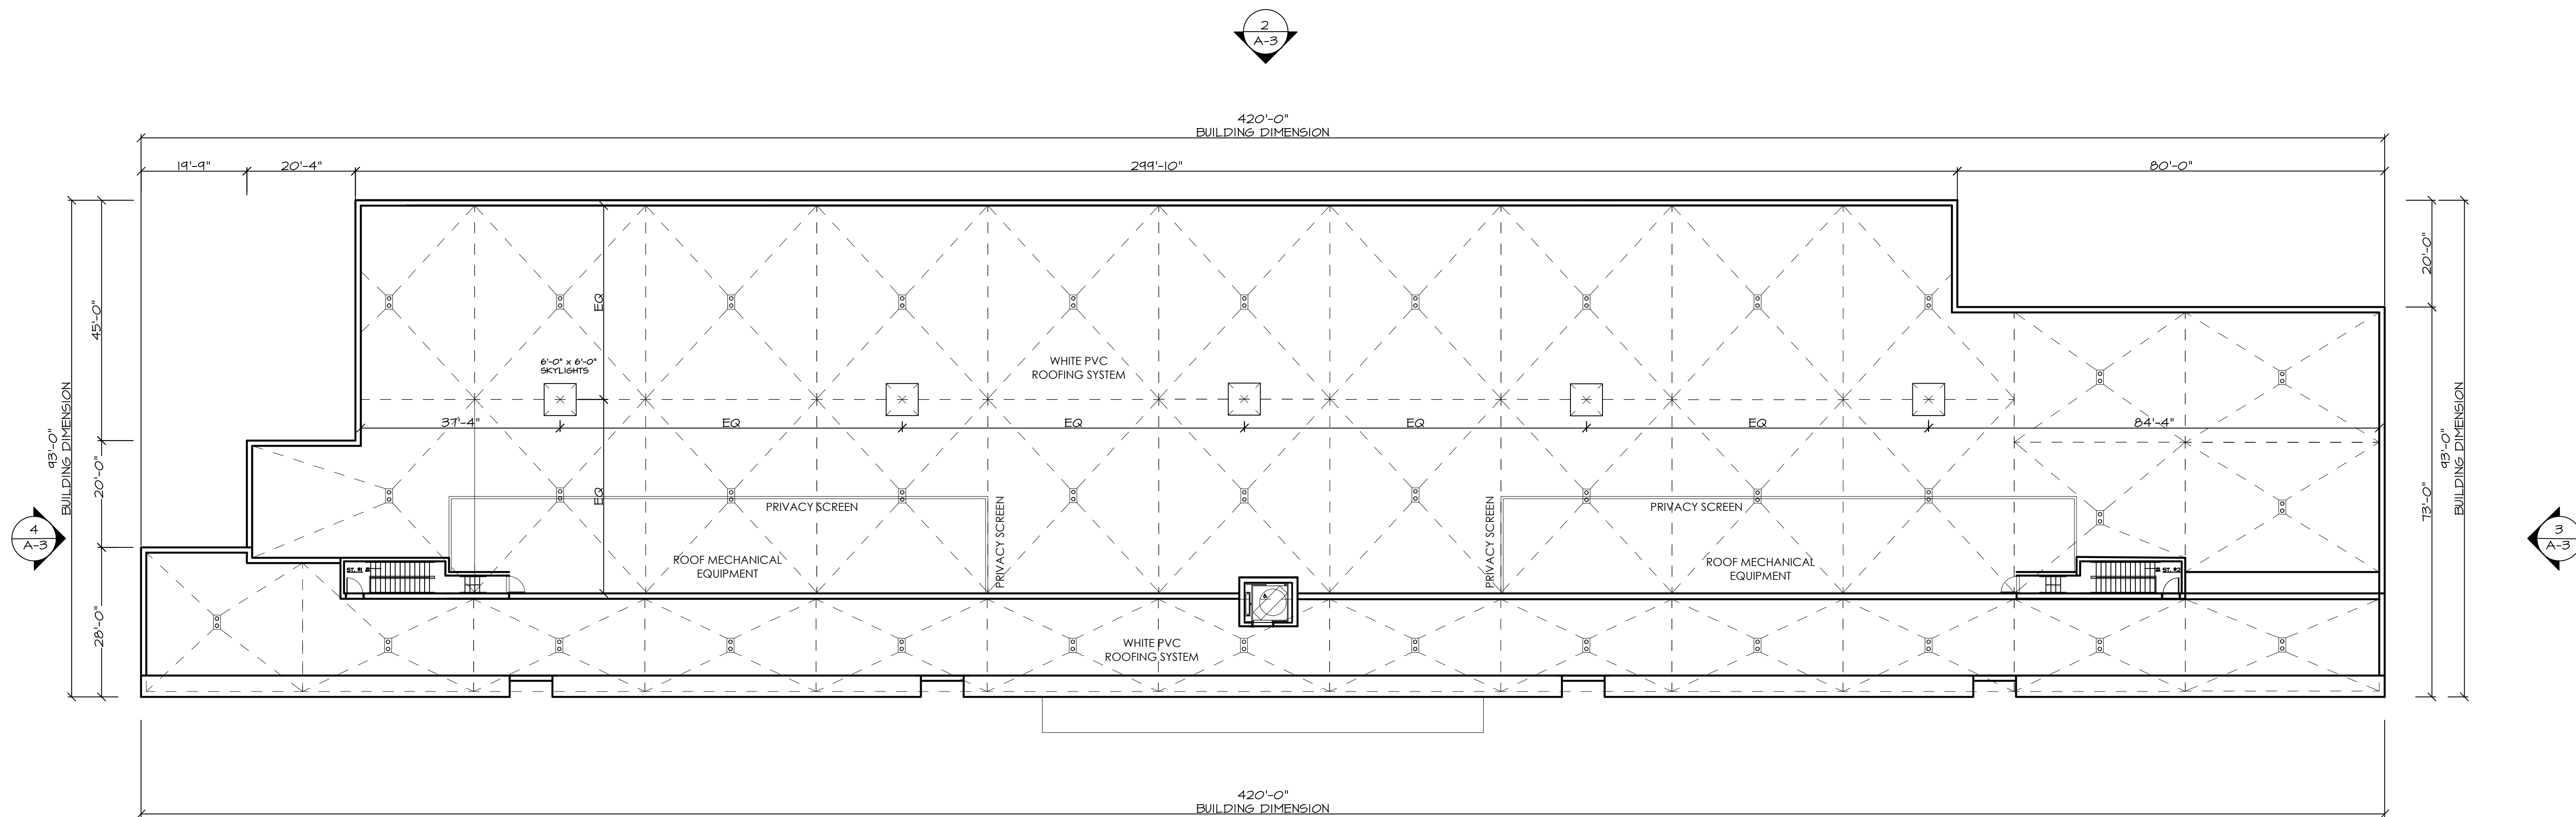 2
A-3
420'-0"
BUILDING DIMENSION
19'-9"
20'-4"
299'-10"
80'-0"
45'-0"
20'-0"
28'-0"
93'-0"
BUILDING DIMENSION
4
A-3
EQ
6'-0" x 6'-0"
SKYLIGHTS
WHITE PVC
ROOFING SYSTEM
37'-4"
EQ
EQ
EQ
EQ
84'-4"
EQ
PRIVACY SCREEN
PRIVACY SCREEN
PRIVACY SCREEN
PRIVACY SCREEN
ROOF MECHANICAL
EQUIPMENT
ROOF MECHANICAL
EQUIPMENT
ST. #1
ST. #2
WHITE PVC
ROOFING SYSTEM
20'-0"
73'-0"
93'-0"
BUILDING DIMENSION
3
A-3
420'-0"
BUILDING DIMENSION